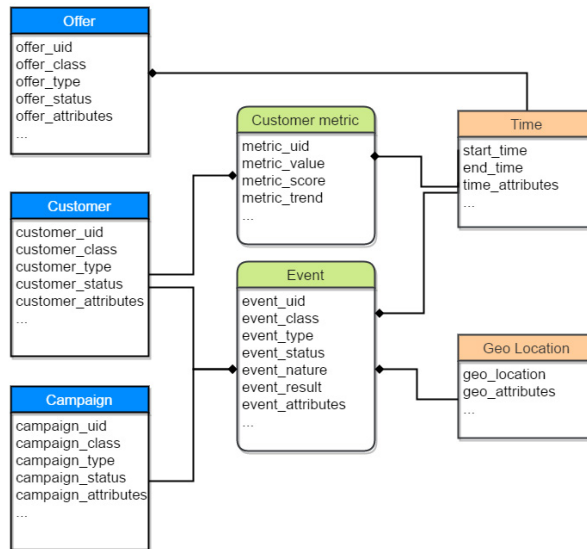 Offer
offer_uid
offer_class
offer_type
offer_status
offer_attributes
...
Customer metric
metric_uid
metric_value
metric_score
metric_trend
...
Time
start_time
end_time
time_attributes
...
Customer
customer_uid
customer_class
customer_type
customer_status
customer_attributes
...
Event
event_uid
event_class
event_type
event_status
event_nature
event_result
event_attributes
...
Geo Location
geo_location
geo_attributes
...
Campaign
campaign_uid
campaign_class
campaign_type
campaign_status
campaign_attributes
...